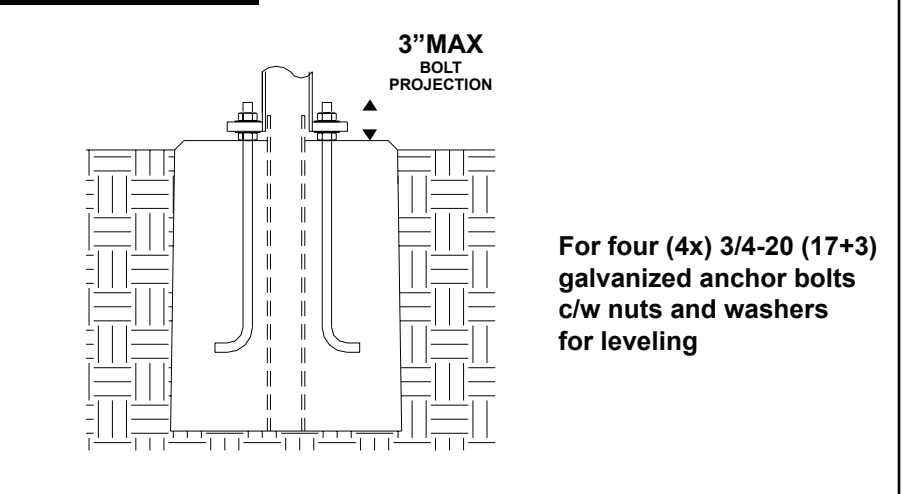 3”MAX
BOLT
PROJECTION
For four (4x) 3/4-20 (17+3)
galvanized anchor bolts
c/w nuts and washers
for leveling